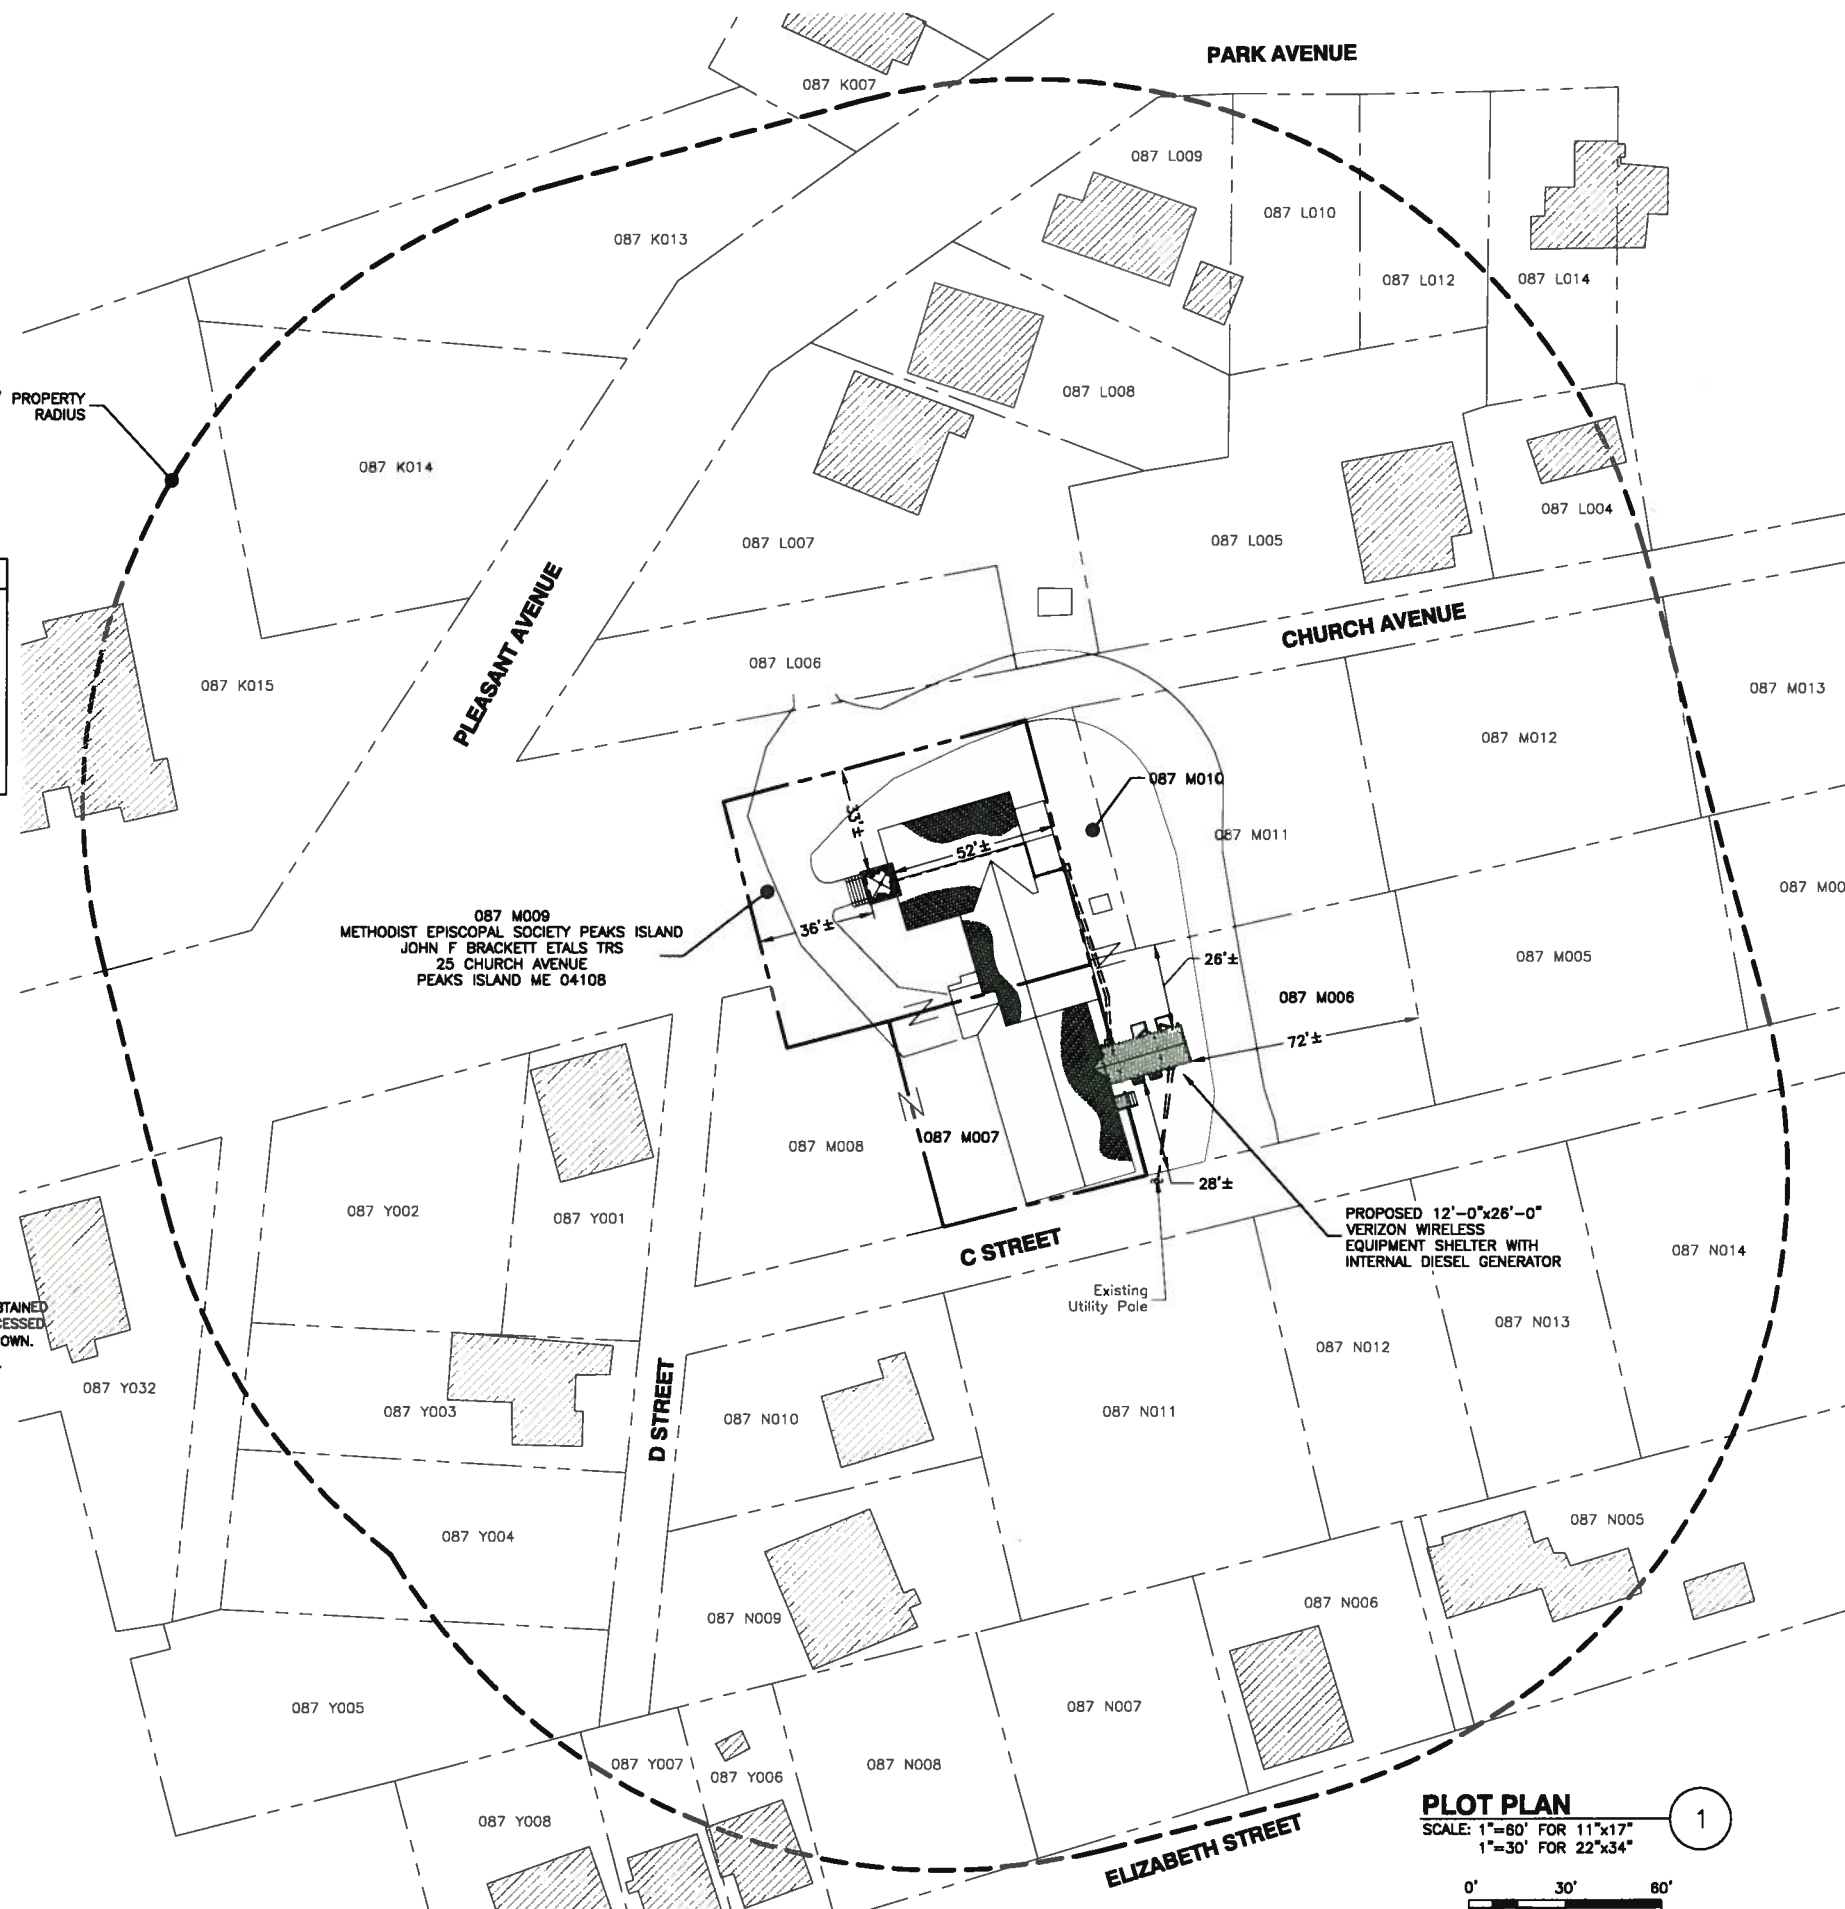 PARK AVENUE
087 K007
087 L009
087 L010
087 K013
087 L012
087 L014
PROPERTY
RADIUS
087 L008
087 K014
087 L004
087 L007
087 L005
PLEASANT AVENUE
CHURCH AVENUE
087 L006
087 K015
087 M013
087 M012
087 M010
33'±
087 M011
52'±
087 M00
087 M009
METHODIST EPISCOPAL SOCIETY PEAKS ISLAND
JOHN F BRACKETT ETALS TRS
25 CHURCH AVENUE
PEAKS ISLAND ME 04108
36'±
26'±
087 M005
087 M006
72'±
087 M008
087 M007
28'±
087 Y002
087 Y001
PROPOSED 12'-0"x26'-0"
VERIZON WIRELESS
EQUIPMENT SHELTER WITH
INTERNAL DIESEL GENERATOR
C STREET
087 N014
Existing
Utility Pole
BTAINED
CESSED
OWN.
087 N013
087 N012
087 Y032
087 Y003
D STREET
087 N010
087 N011
087 Y004
087 N005
087 N009
087 N006
087 Y005
087 N007
087 Y007
087 Y006
087 N008
087 Y008
ELIZABETH STREET
PLOT PLAN
1
SCALE: 1"=60' FOR 11"x17"
1"=30' FOR 22"x34"
0' 30' 60'